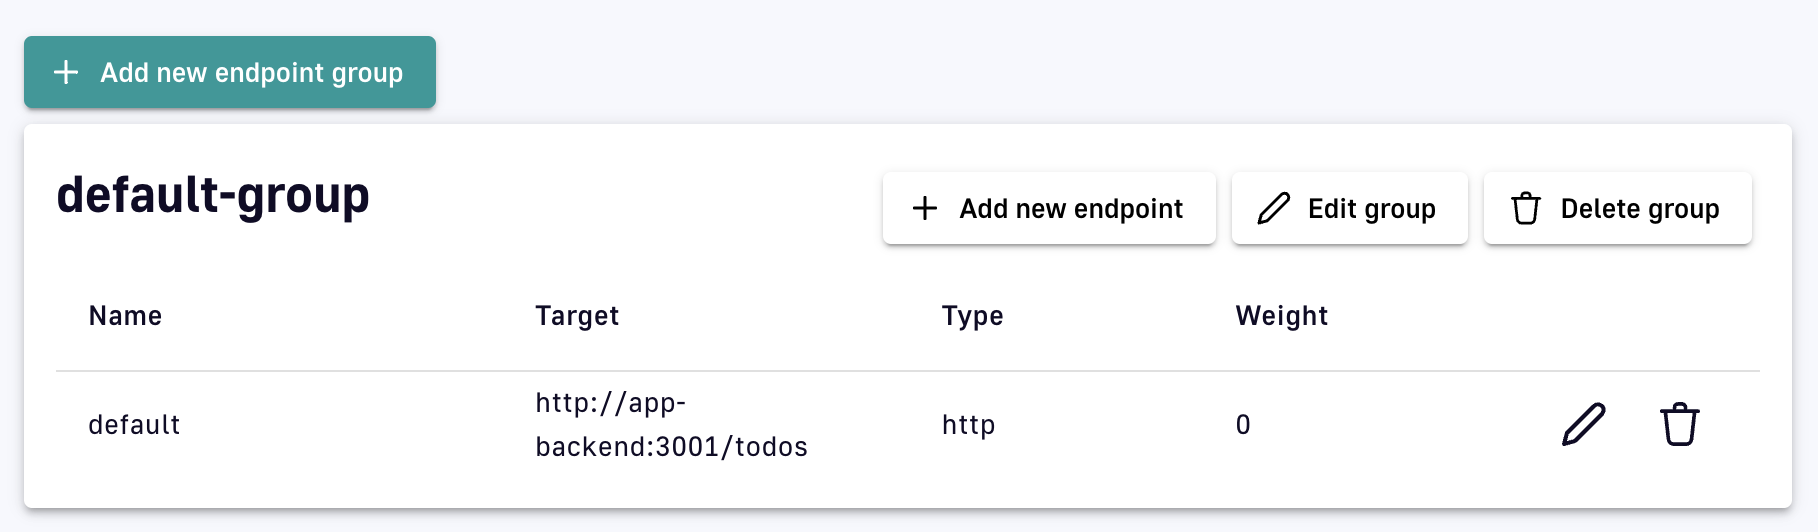 Add new endpoint group
default-group
Add new endpoint
Edit group
Delete group
Name
Target
Type
Weight
default
http://app-
backend:3001/todos
http
0